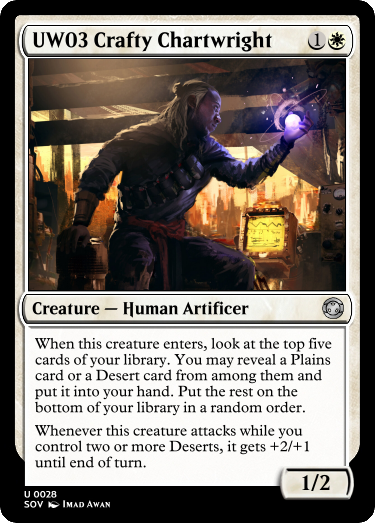 UW03 Crafty Chartwright 1
Creature — Human Artificer
When this creature enters, look at the top five
cards of your library. You may reveal a Plains
card or a Desert card from among them and
put it into your hand. Put the rest on the
bottom of your library in a random order.
Whenever this creature attacks while you
control two or more Deserts, it gets +2/+1
until end of turn.
1/2
U 0028
SOV Imad Awan